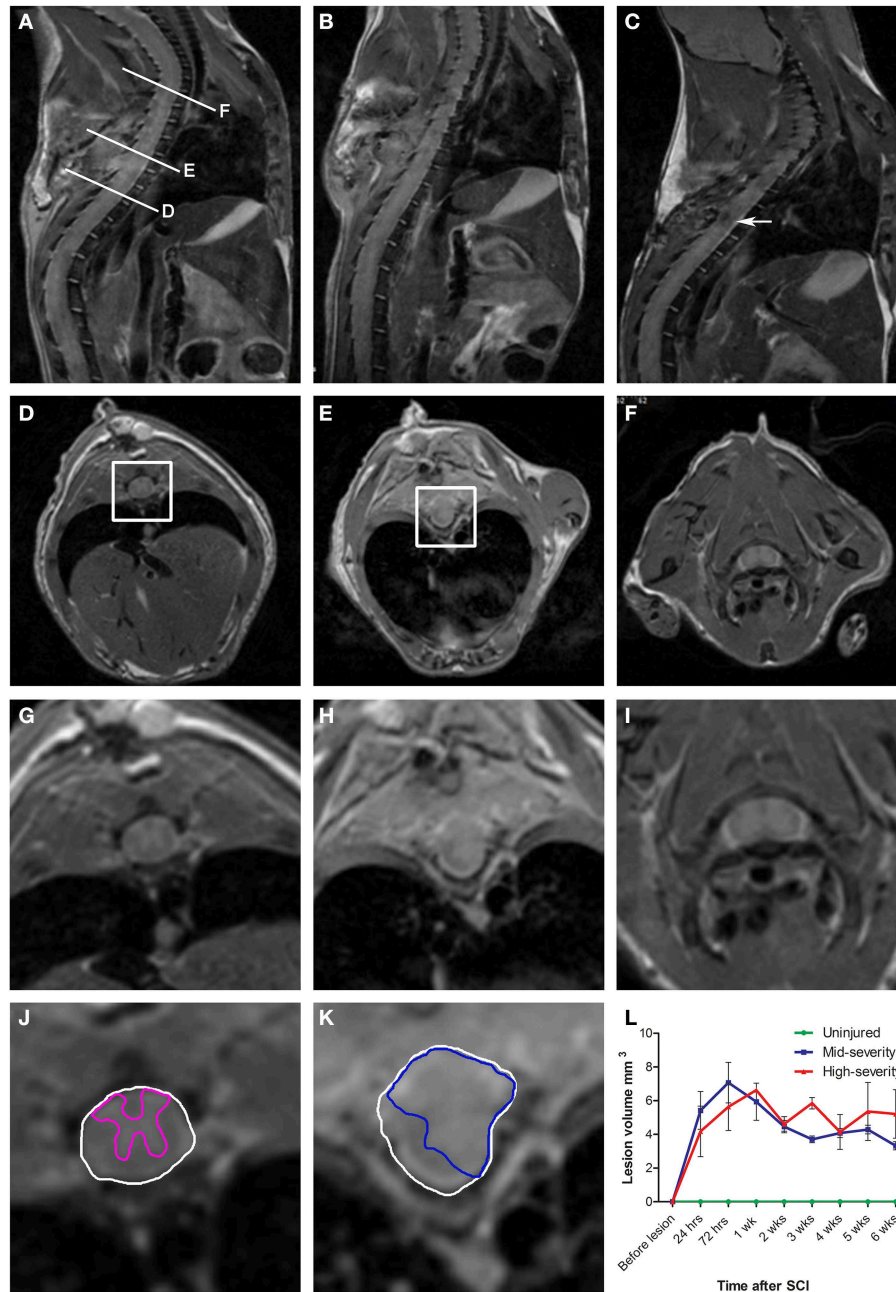 A
F
E
D
B
C
D
E
F
G
H
I
J
K
L
Uninjured
Mid-severity
High-severity
Lesion volume mm 3
10
8
6
4
2
0
Before lesion
24 hrs
72 hrs
1 wk
2 wks
3 wks
4 wks
5 wks
6 wks
Time after SCI